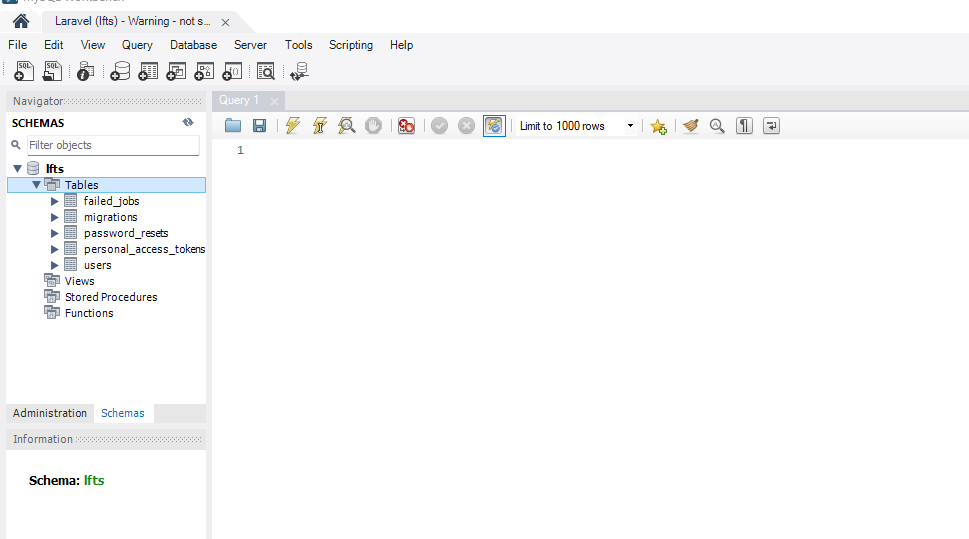 Laravel (lfts) - Warning - not s...
File Edit View Query Database Server Tools Scripting Help
Navigator
Query 1
SCHEMAS
Filter objects
Limit to 1000 rows
1
lfts
Tables
failed_jobs
migrations
password_resets
personal_access_tokens
users
Views
Stored Procedures
Functions
Administration Schemas
Information
Schema: lfts